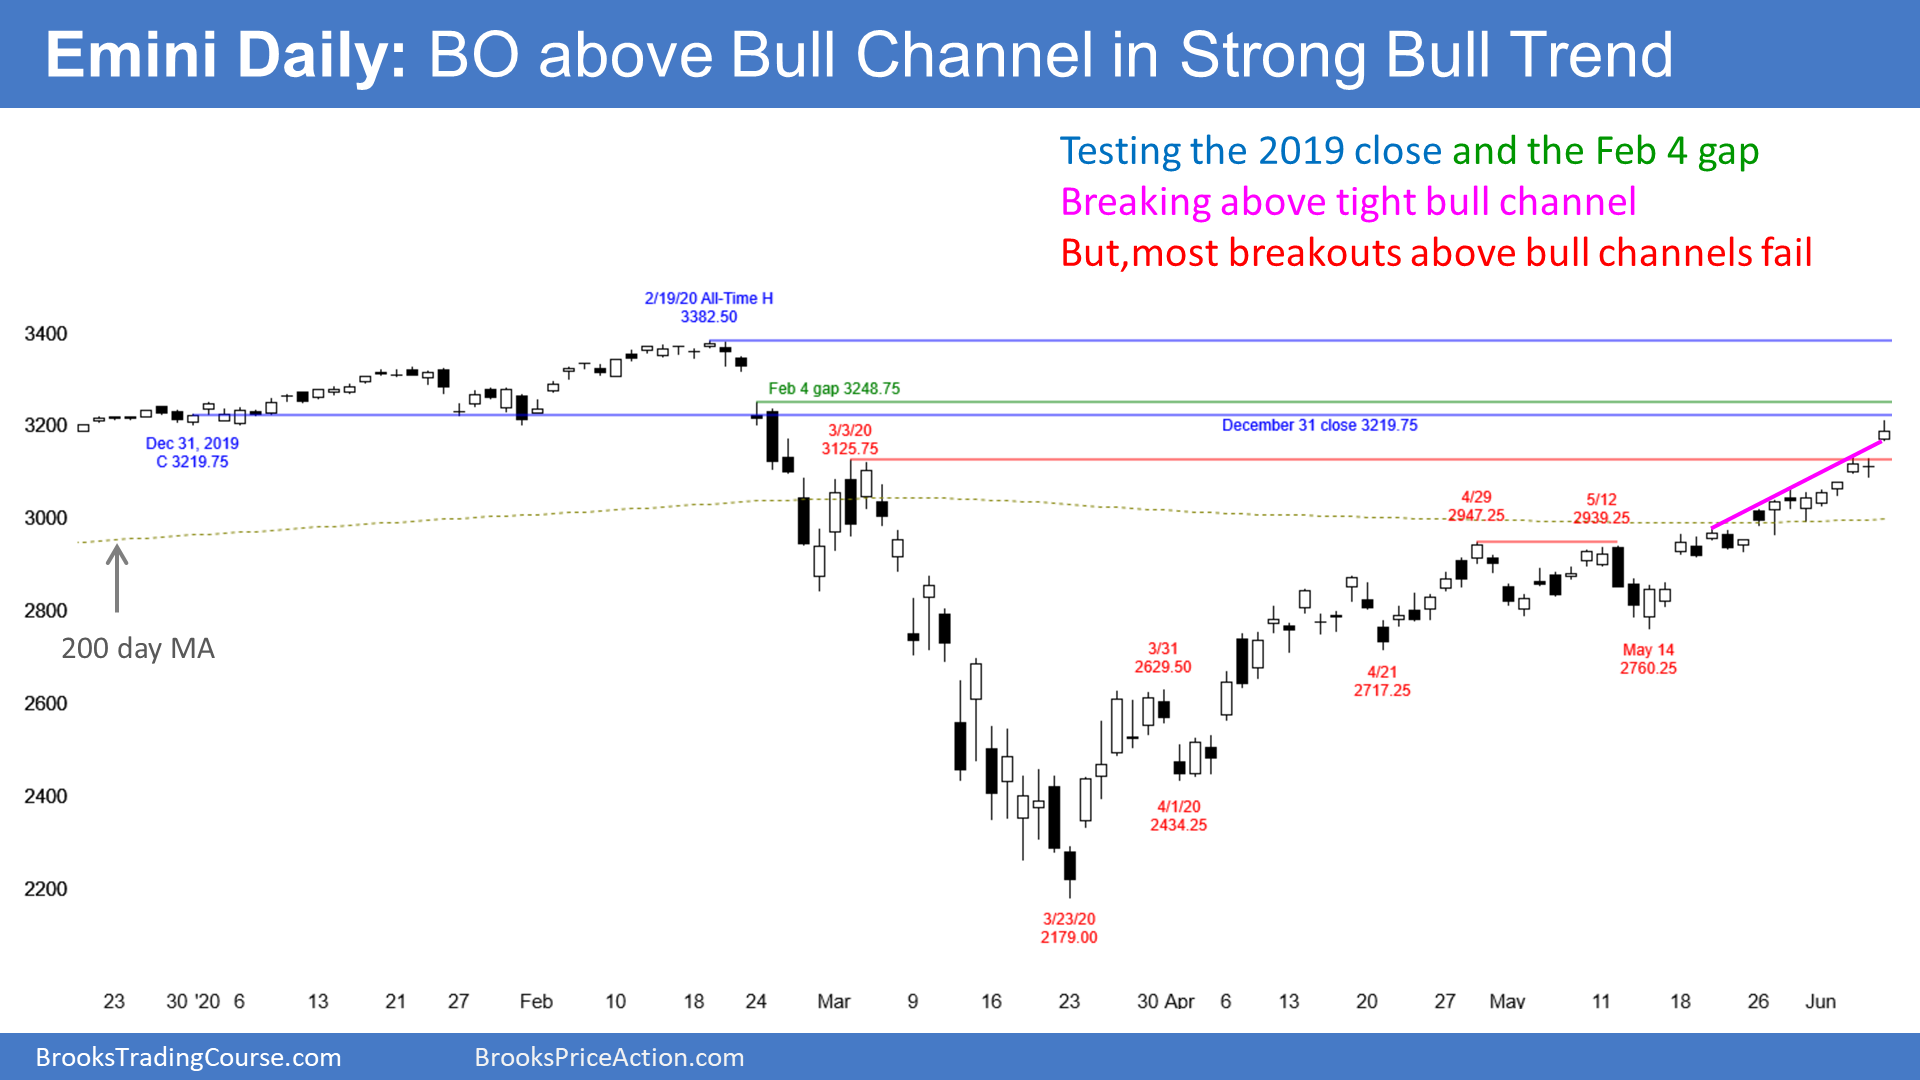 Emini Daily: BO above Bull Channel in Strong Bull Trend
Testing the 2019 close and the Feb 4 gap
Breaking above tight bull channel
But,most breakouts above bull channels fail
2/19/20 All-Time H
3382.50
3400
Feb 4 gap 3248.75
3200
December 31 close 3219.75
Dec 31, 2019
C 3219.75
3/3/20
3125.75
3000
4/29
2947.25
5/12
2939.25
2800
200 day MA
3/31
2629.50
4/21
2717.25
May 14
2760.25
2600
2400
4/1/20
2434.25
2200
3/23/20
2179.00
23 30 '20 6 13 21 27 Feb 10 18 24 Mar 9 16 23 30 Apr 6 13 20 27 May 11 18 26 Jun
BrooksTradingCourse.com BrooksPriceAction.com